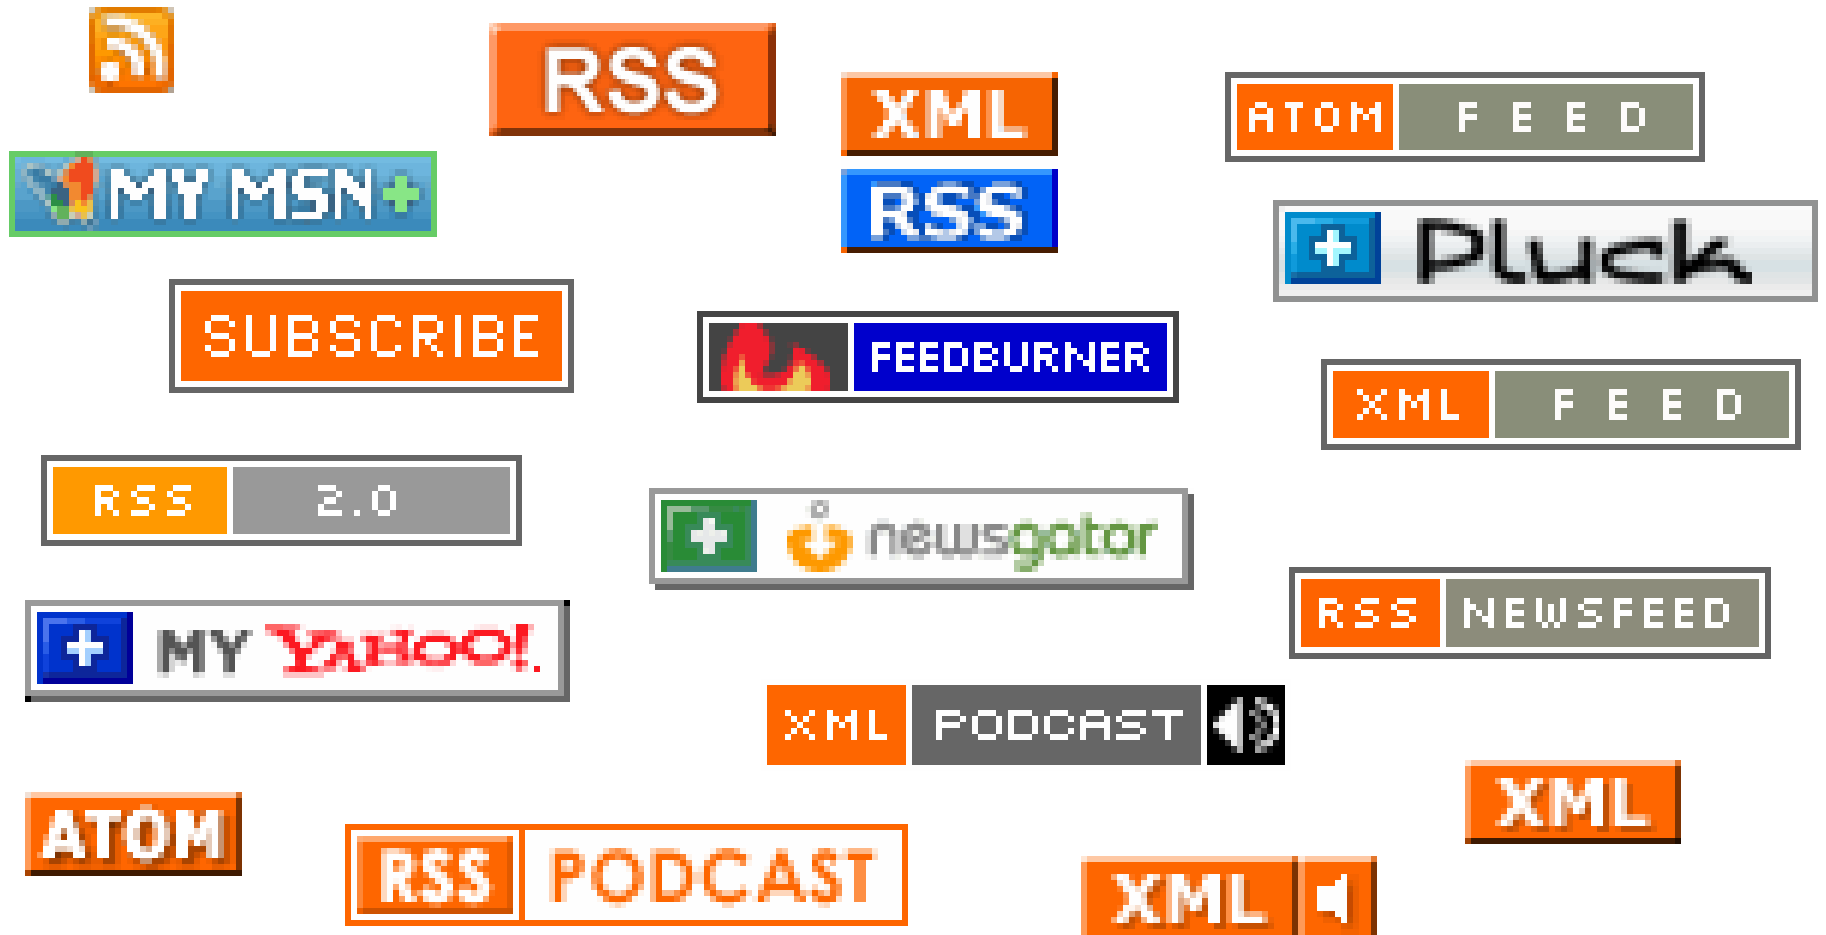 RSS
XML
ATOM FEED
MY MSN+
RSS
Pluck
SUBSCRIBE
FEEDBURNER
XML FEED
RSS 2.0
newsgator
RSS NEWSFEED
MY YAHOO!
XML PODCAST
XML
ATOM
RSS PODCAST
XML